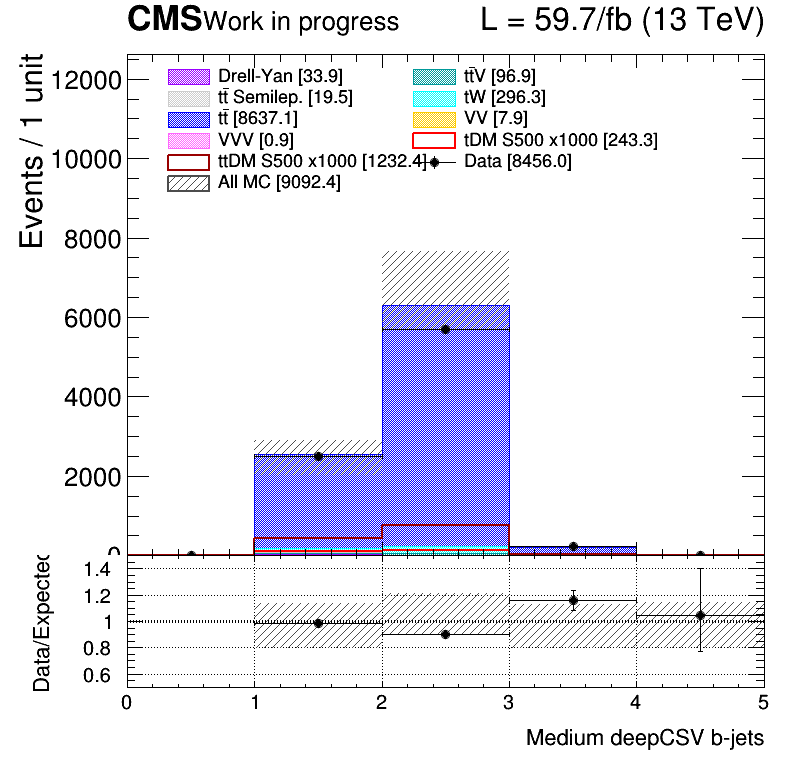 CMS Work in progress L = 59.7/fb (13 TeV)
Events / 1 unit
12000
10000
8000
6000
4000
2000
0
Drell-Yan [33.9]
tt̄ Semilep. [19.5]
tt̄ [8637.1]
VVV [0.9]
ttDM S500 x1000 [1232.4]
All MC [9092.4]
tt̄V [96.9]
tW [296.3]
VV [7.9]
tDM S500 x1000 [243.3]
Data [8456.0]
Data/Expected
1.4
1.2
1
0.8
0.6
0 1 2 3 4 5
Medium deepCSV b-jets